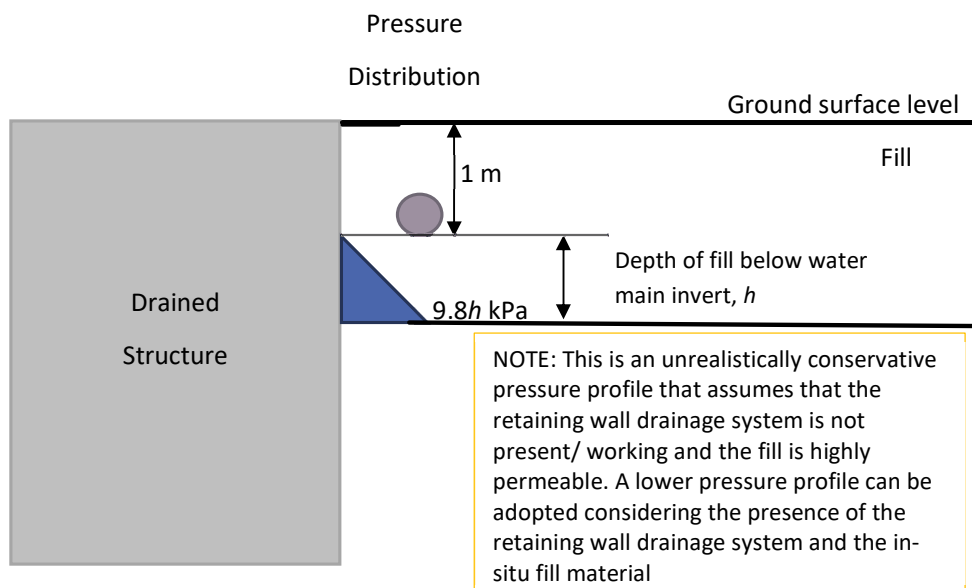 Pressure
Distribution
Ground surface level
Fill
1 m
Depth of fill below water
main invert, h
9.8h kPa
Drained
Structure
NOTE: This is an unrealistically conservative
pressure profile that assumes that the
retaining wall drainage system is not
present/ working and the fill is highly
permeable. A lower pressure profile can be
adopted considering the presence of the
retaining wall drainage system and the in-
situ fill material